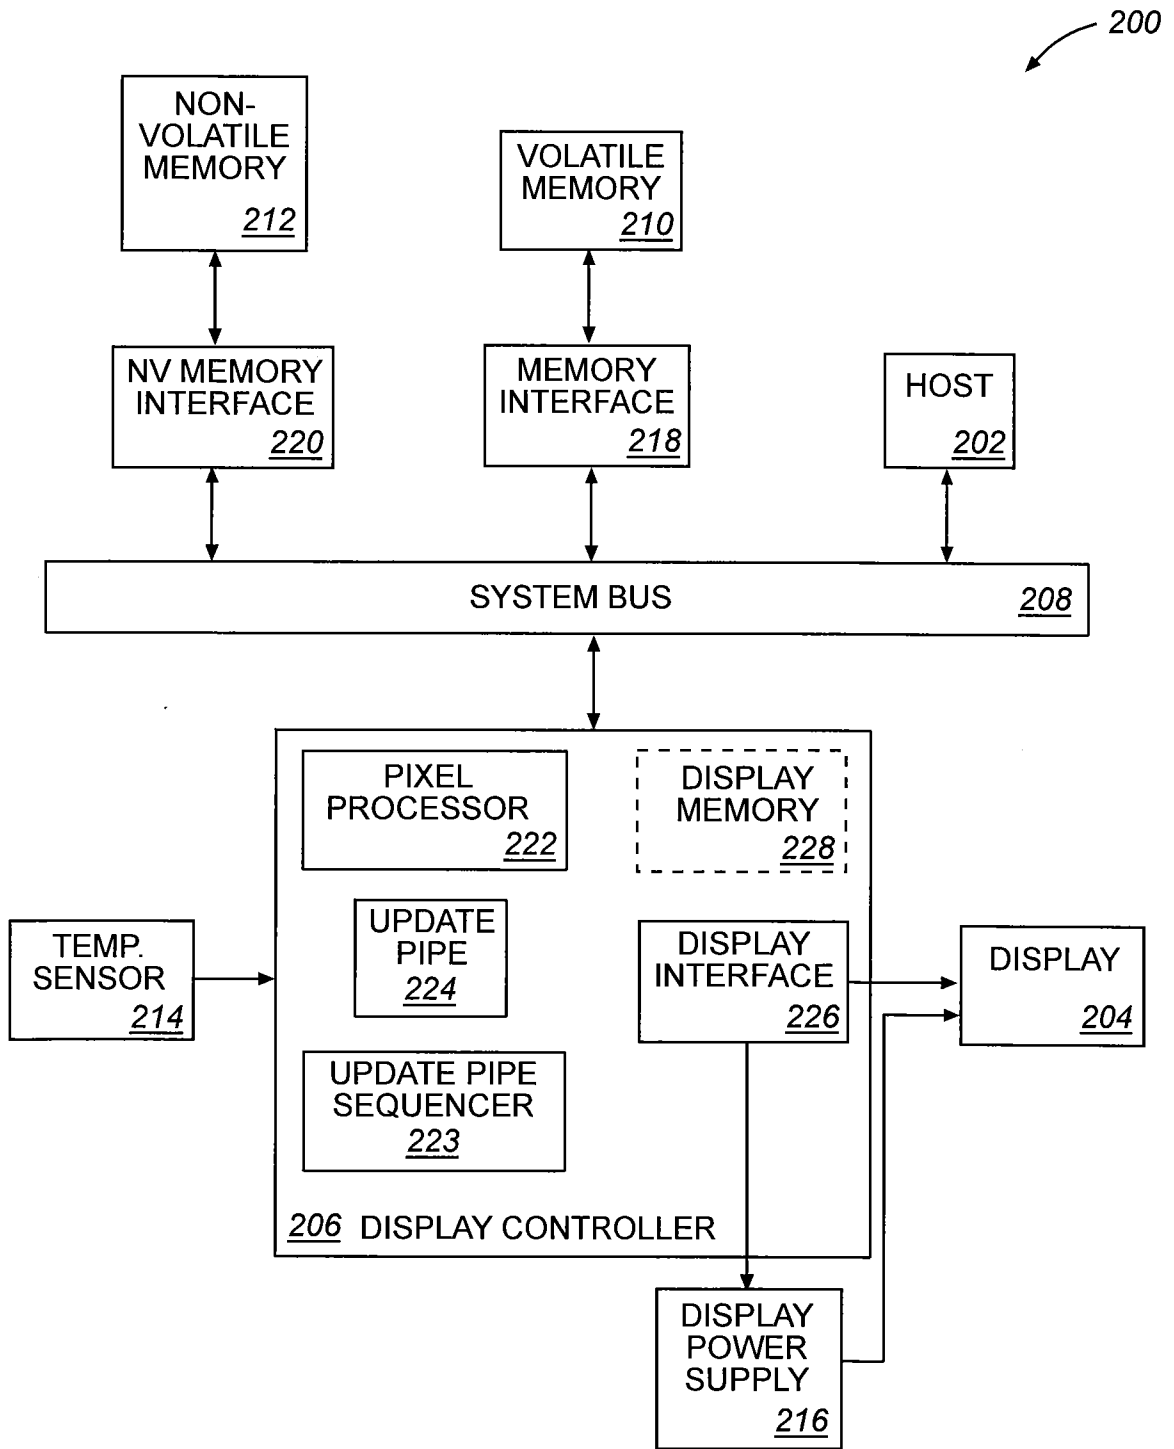 200
NON-
VOLATILE
MEMORY
212
VOLATILE
MEMORY
210
NV MEMORY
INTERFACE
220
MEMORY
INTERFACE
218
HOST
202
SYSTEM BUS 208
PIXEL
PROCESSOR
222
DISPLAY
MEMORY
228
TEMP.
SENSOR
214
UPDATE
PIPE
224
DISPLAY
INTERFACE
226
DISPLAY
204
UPDATE PIPE
SEQUENCER
223
206 DISPLAY CONTROLLER
DISPLAY
POWER
SUPPLY
216